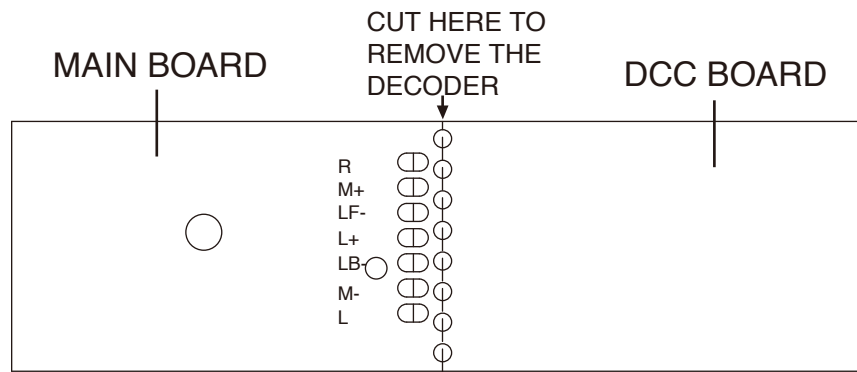 CUT HERE TO
REMOVE THE
DECODER
MAIN BOARD
DCC BOARD
R
M+
LF-
L+
LB-
M-
L